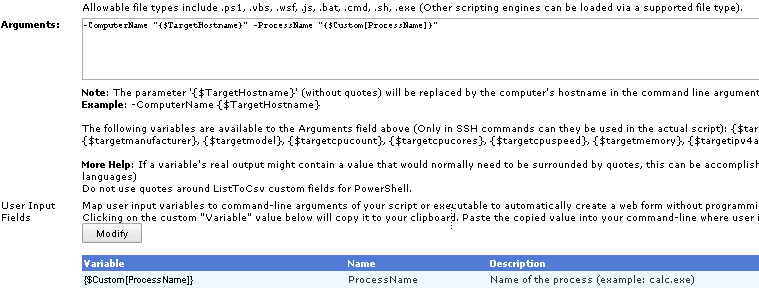 Allowable file types include .ps1, .vbs, .wsf, .js, .bat, .cmd, .sh, .exe (Other scripting engines can be loaded via a supported file type).
Arguments: -ComputerName "{$TargetHostname}" -ProcessName "{$Custom[ProcessName]}"
Note: The parameter '{$TargetHostname}' (without quotes) will be replaced by the computer's hostname in the command line argument
Example: -ComputerName {$TargetHostname}
The following variables are available to the Arguments field above (Only in SSH commands can they be used in the actual script): {$tar
{$targetmanufacturer}, {$targetmodel}, {$targetcpucount}, {$targetcpucores}, {$targetcpuspeed}, {$targetmemory}, {$targetipv4a
More Help: If a variable's real output might contain a value that would normally need to be surrounded by quotes, this can be accomplish
languages)
Do not use quotes around ListToCsv custom fields for PowerShell.
User Input Fields
Map user input variables to command-line arguments of your script or executable to automatically create a web form without programmi
Clicking on the custom "Variable" value below will copy it to your clipboard. Paste the copied value into your command-line where user i
Modify
Variable Name Description
{$Custom[ProcessName]} ProcessName Name of the process (example: calc.exe)